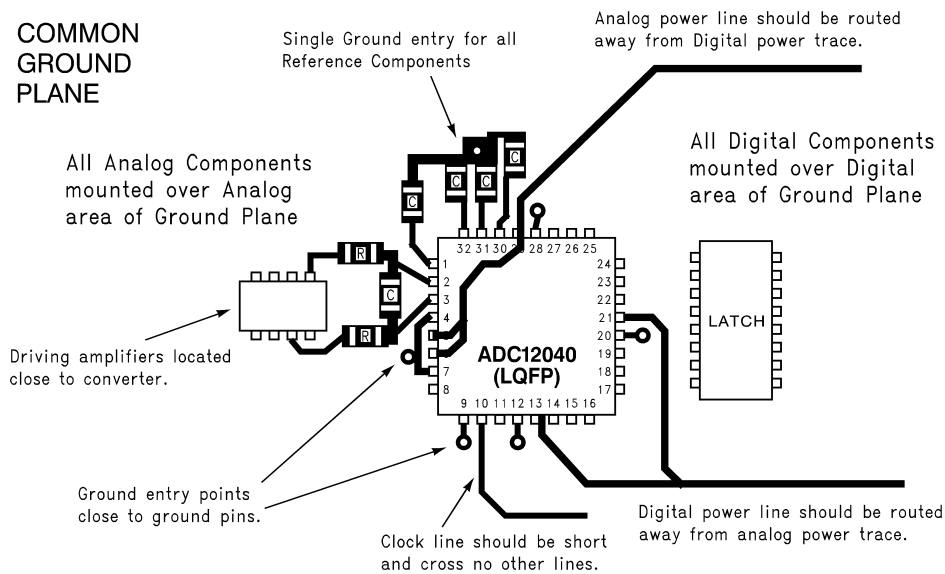 COMMON
GROUND
PLANE
Single Ground entry for all
Reference Components
Analog power line should be routed
away from Digital power trace.
All Analog Components
mounted over Analog
area of Ground Plane
All Digital Components
mounted over Digital
area of Ground Plane
C
C
C
C
R
C
R
32 31 30 28 27 26 25
1
2
3
4
7
8
24
23
22
21
20
19
18
17
9 10 11 12 13 14 15 16
ADC12040
(LQFP)
LATCH
Driving amplifiers located
close to converter.
Ground entry points
close to ground pins.
Clock line should be short
and cross no other lines.
Digital power line should be routed
away from analog power trace.